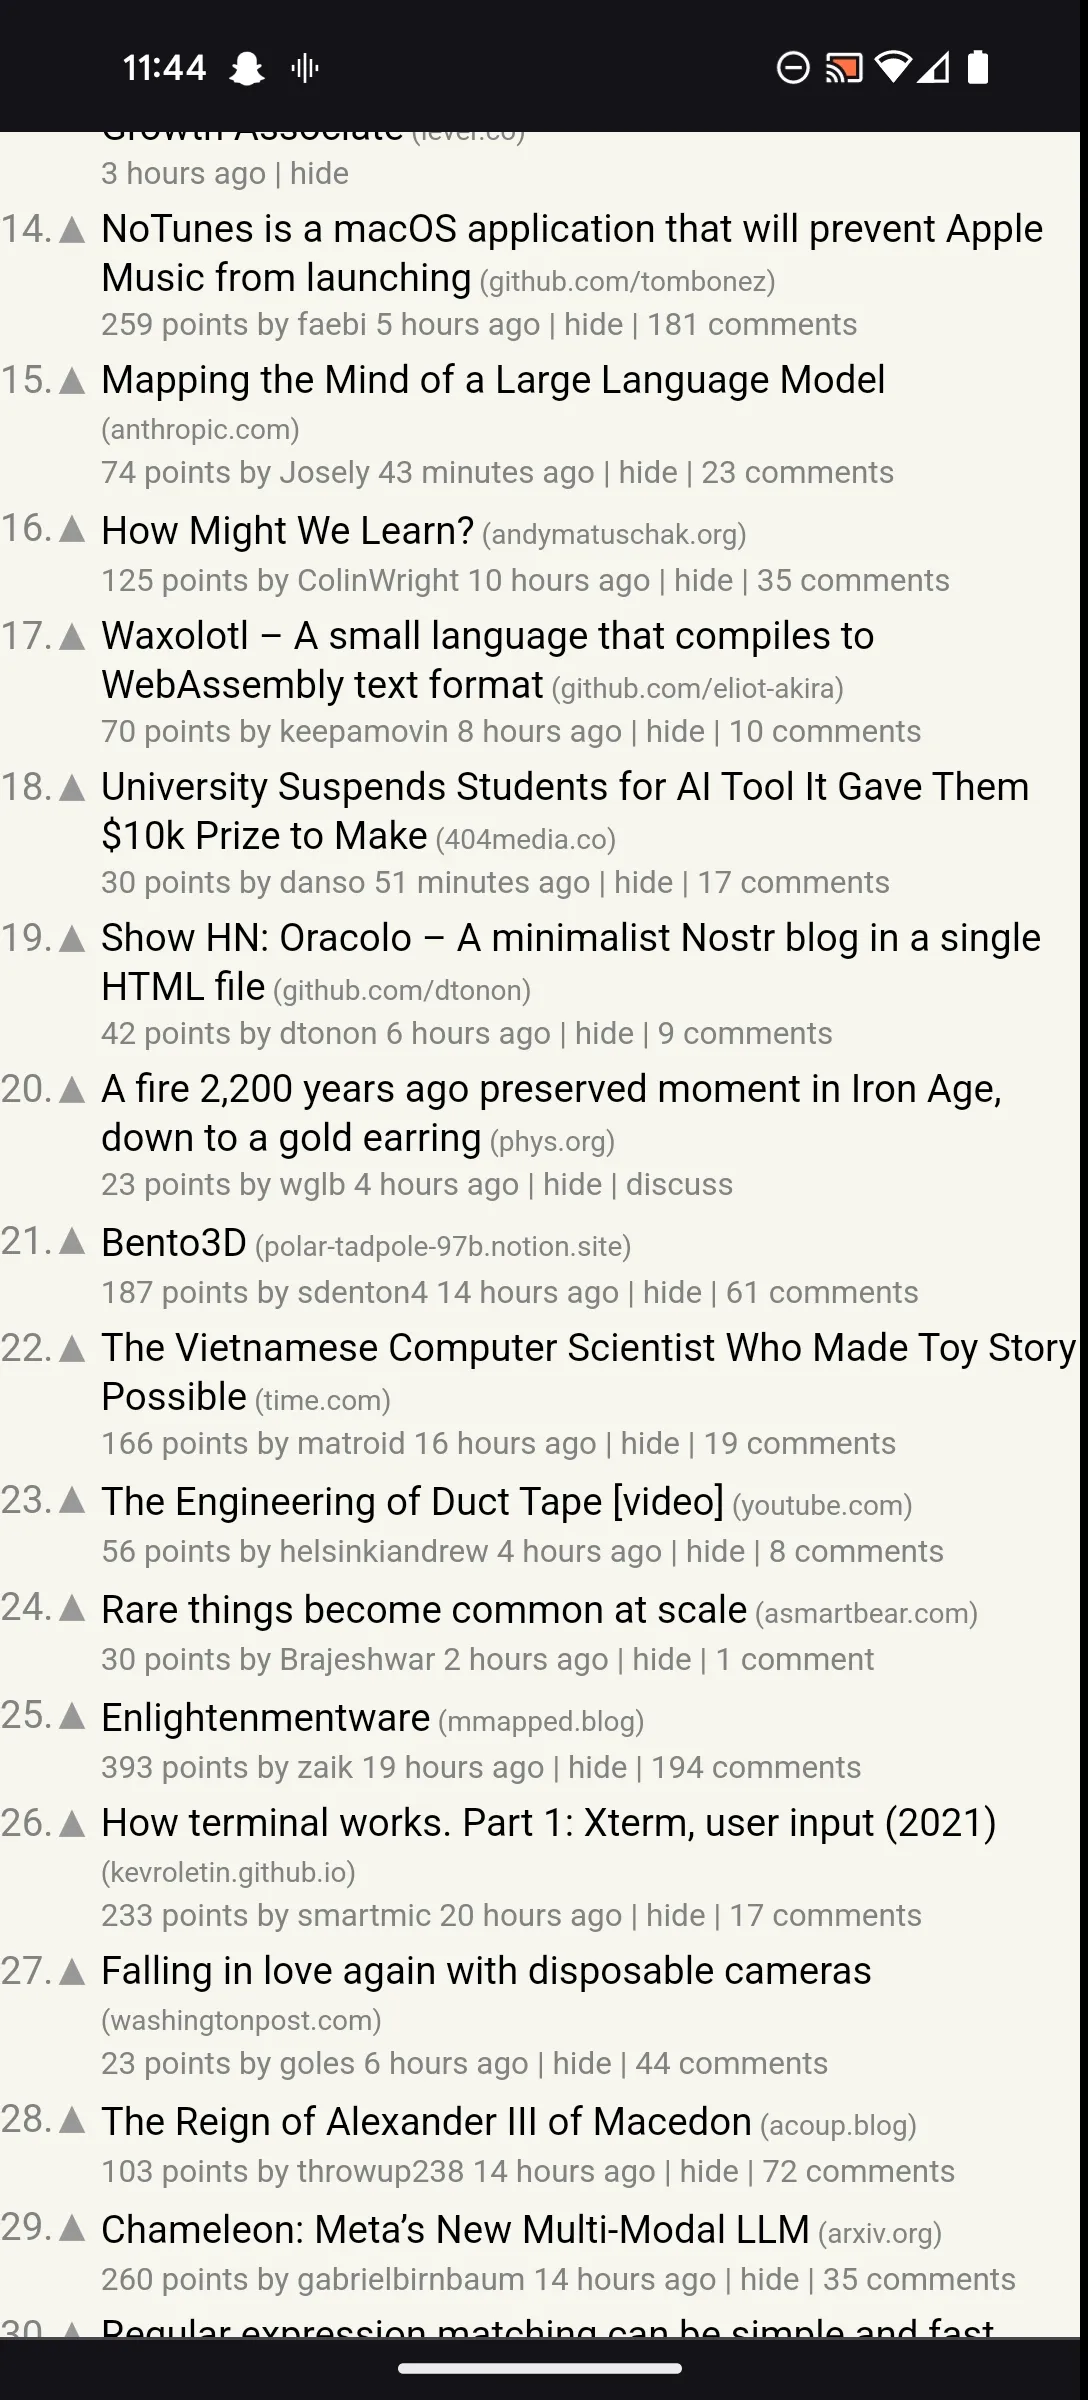 11:44
Growth Associate (lever.co)
3 hours ago | hide
14. NoTunes is a macOS application that will prevent Apple
Music from launching (github.com/tombonez)
259 points by faebi 5 hours ago | hide | 181 comments
15. Mapping the Mind of a Large Language Model
(anthropic.com)
74 points by Josely 43 minutes ago | hide | 23 comments
16. How Might We Learn? (andymatuschak.org)
125 points by ColinWright 10 hours ago | hide | 35 comments
17. Waxolotl – A small language that compiles to
WebAssembly text format (github.com/eliot-akira)
70 points by keepamovin 8 hours ago | hide | 10 comments
18. University Suspends Students for AI Tool It Gave Them
$10k Prize to Make (404media.co)
30 points by danso 51 minutes ago | hide | 17 comments
19. Show HN: Oracolo – A minimalist Nostr blog in a single
HTML file (github.com/dtonon)
42 points by dtonon 6 hours ago | hide | 9 comments
20. A fire 2,200 years ago preserved moment in Iron Age,
down to a gold earring (phys.org)
23 points by wglb 4 hours ago | hide | discuss
21. Bento3D (polar-tadpole-97b.notion.site)
187 points by sdenton4 14 hours ago | hide | 61 comments
22. The Vietnamese Computer Scientist Who Made Toy Story
Possible (time.com)
166 points by matroid 16 hours ago | hide | 19 comments
23. The Engineering of Duct Tape [video] (youtube.com)
56 points by helsinkiandrew 4 hours ago | hide | 8 comments
24. Rare things become common at scale (asmartbear.com)
30 points by Brajeshwar 2 hours ago | hide | 1 comment
25. Enlightenmentware (mmapped.blog)
393 points by zaik 19 hours ago | hide | 194 comments
26. How terminal works. Part 1: Xterm, user input (2021)
(kevroletin.github.io)
233 points by smartmic 20 hours ago | hide | 17 comments
27. Falling in love again with disposable cameras
(washingtonpost.com)
23 points by goles 6 hours ago | hide | 44 comments
28. The Reign of Alexander III of Macedon (acoup.blog)
103 points by throwup238 14 hours ago | hide | 72 comments
29. Chameleon: Meta’s New Multi-Modal LLM (arxiv.org)
260 points by gabrielbirnbaum 14 hours ago | hide | 35 comments
30. Regular expression matching can be simple and fast